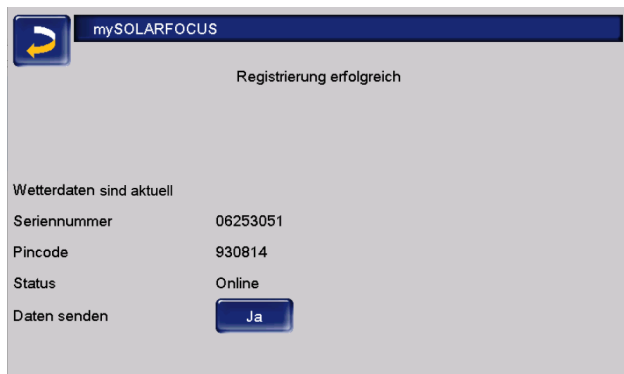 mySOLARFOCUS
Registrierung erfolgreich
Wetterdaten sind aktuell
Seriennummer 06253051
Pincode 930814
Status Online
Daten senden Ja